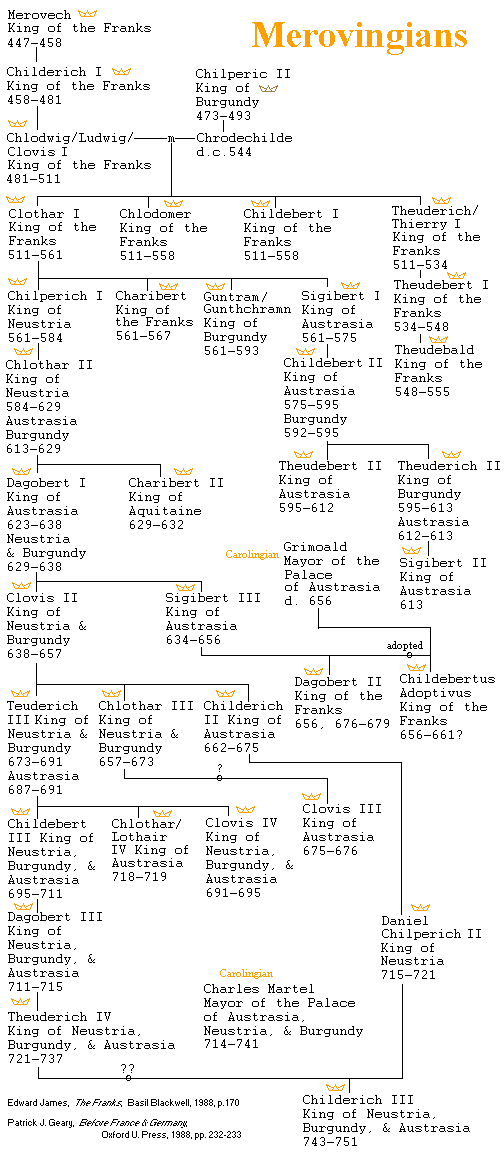 Merovingians
Merovech
King of the Franks
447-458
Childerich I
King of the Franks
458-481
Chilperic II
King of
Burgundy
473-493
Chlodwig/Ludwig/
Clovis I
King of the Franks
481-511
m
Chrodechilde
d.c.544
Clothar I
King of the
Franks
511-561
Chlodomer
King of the
Franks
511-558
Childebert I
King of the
Franks
511-558
Theuderich/
Thierry I
King of the
Franks
511-534
Theudebert I
King of the
Franks
534-548
Theudebald
King of the
Franks
548-555
Chilperich I
King of
Neustria
561-584
Charibert
King of
the Franks
561-567
Guntram/
Gunthchramn
King of
Burgundy
561-593
Sigibert I
King of
Austrasia
561-575
Chlothar II
King of
Neustria
584-629
Austrasia
Burgundy
613-629
Childebert II
King of
Austrasia
575-595
Burgundy
592-595
Dagobert I
King of
Austrasia
623-638
Neustria
& Burgundy
629-638
Charibert II
King of
Aquitaine
629-632
Theudebert II
King of
Austrasia
595-612
Theuderich II
King of
Burgundy
595-613
Austrasia
612-613
Sigibert II
King of
Austrasia
613
Carolingian
Grimoald
Mayor of the
Palace
of Austrasia
d. 656
Clovis II
King of
Neustria &
Burgundy
638-657
Sigibert III
King of
Austrasia
634-656
adopted
Dagobert II
King of the
Franks
656, 676-679
Childebertus
Adoptivus
King of the
Franks
656-661?
Teuderich
III King of
Neustria &
Burgundy
673-691
Austrasia
687-691
Chlothar III
King of
Neustria &
Burgundy
657-673
Childerich
II King of
Austrasia
662-675
?
Clovis III
King of
Austrasia
675-676
Childebert
III King of
Neustria,
Burgundy, &
Austrasia
695-711
Chlothar/
Lothair
IV King of
Austrasia
718-719
Clovis IV
King of
Neustria,
Burgundy, &
Austrasia
691-695
Dagobert III
King of
Neustria,
Burgundy, &
Austrasia
711-715
Daniel
Chilperich II
King of
Neustria
715-721
Carolingian
Charles Martel
Mayor of the Palace
of Austrasia,
Neustria, & Burgundy
714-741
Theuderich IV
King of Neustria,
Burgundy, & Austrasia
721-737
??
Childerich III
King of Neustria,
Burgundy, & Austrasia
743-751
Edward James, The Franks, Basil Blackwell, 1988, p.170
Patrick J. Geary, Before France & Germany,
Oxford U. Press, 1988, pp. 232-233